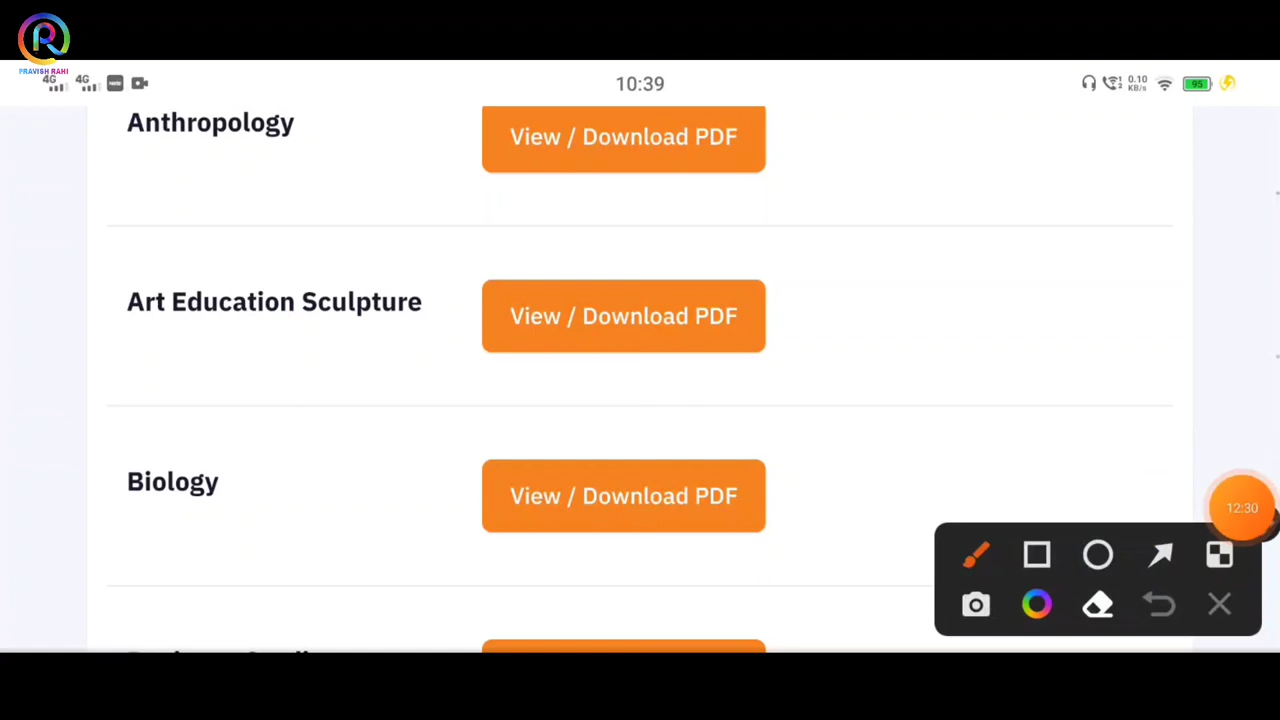 PRAVISH RAHI
4G 4G 10:39 0.10 KB/s 95
Anthropology
View / Download PDF
Art Education Sculpture
View / Download PDF
Biology
View / Download PDF
12:30